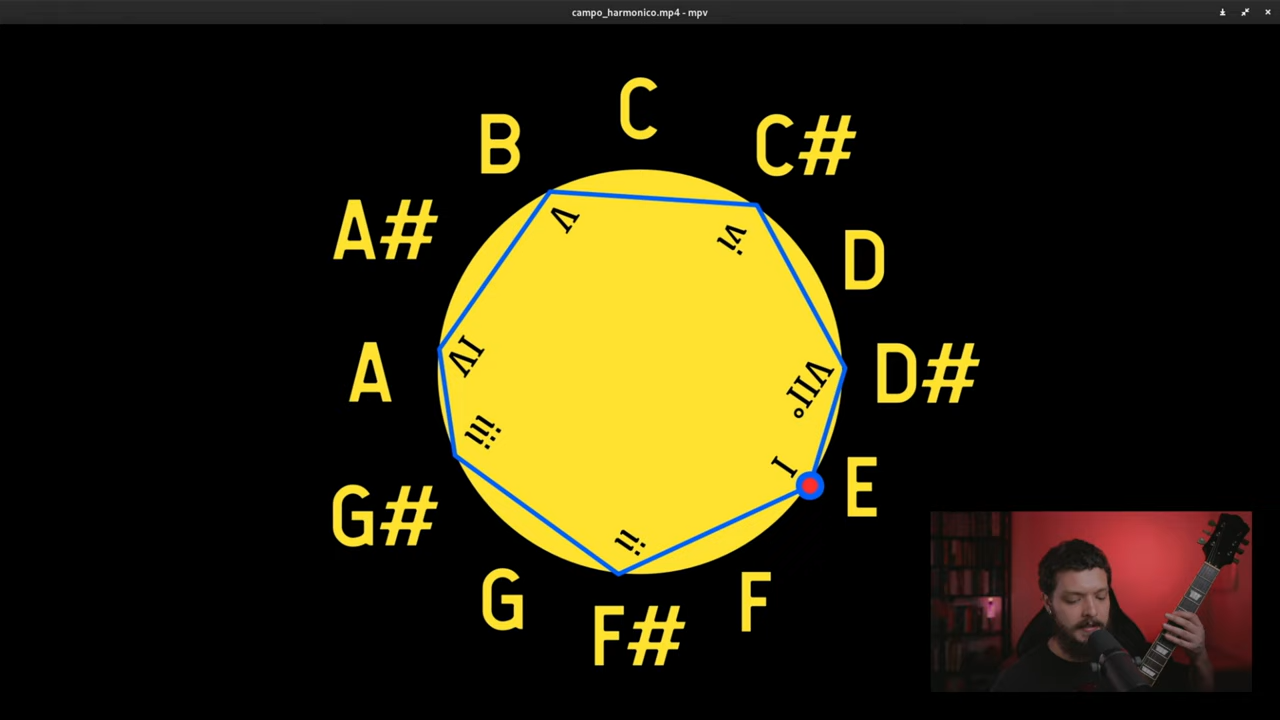 campo_harmonico.mp4 - mpv
C
B
C#
A#
D
V
vi
A
IV
VII°
D#
iii
I
E
G#
ii
G
F
F#